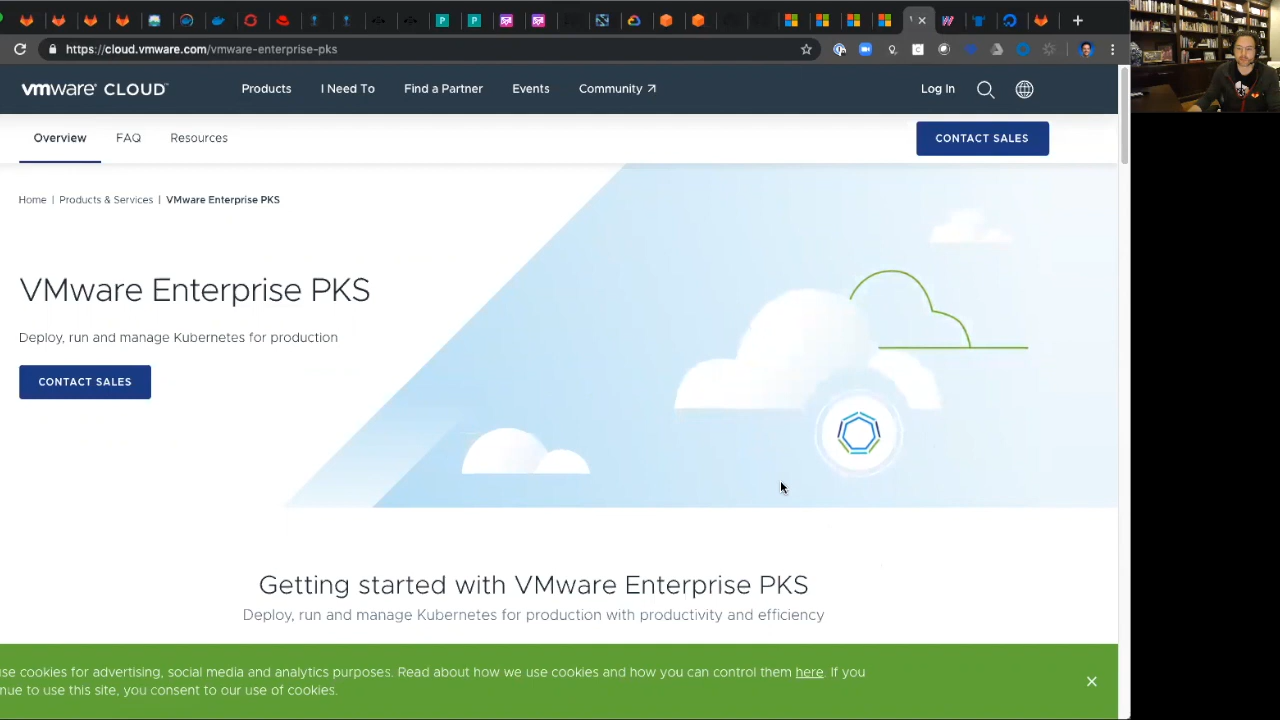 https://cloud.vmware.com/vmware-enterprise-pks
vmware CLOUD™
Products
I Need To
Find a Partner
Events
Community
Log In
Overview
FAQ
Resources
CONTACT SALES
Home | Products & Services | VMware Enterprise PKS
VMware Enterprise PKS
Deploy, run and manage Kubernetes for production
CONTACT SALES
Getting started with VMware Enterprise PKS
Deploy, run and manage Kubernetes for production with productivity and efficiency
se cookies for advertising, social media and analytics purposes. Read about how we use cookies and how you can control them here. If you
nue to use this site, you consent to our use of cookies.